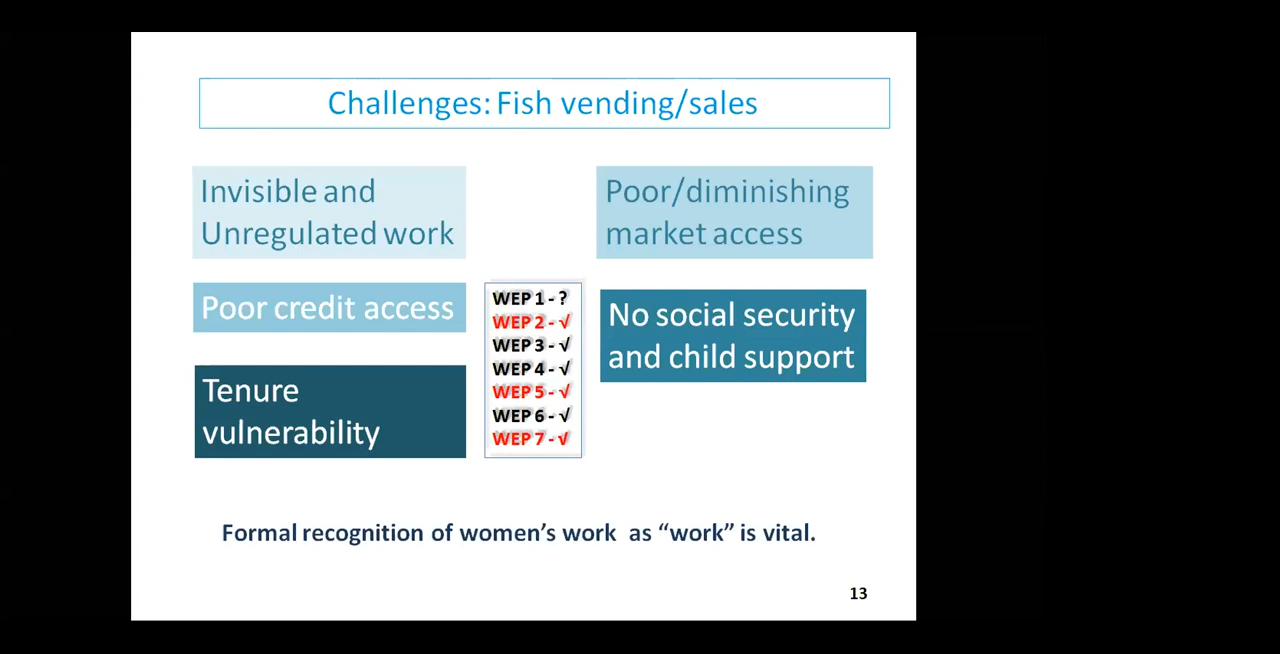 Challenges: Fish vending/sales
Invisible and
Unregulated work
Poor/diminishing
market access
Poor credit access
WEP 1 - ?
WEP 2 - √
WEP 3 - √
WEP 4 - √
WEP 5 - √
WEP 6 - √
WEP 7 - √
No social security
and child support
Tenure
vulnerability
Formal recognition of women’s work as “work” is vital.
13